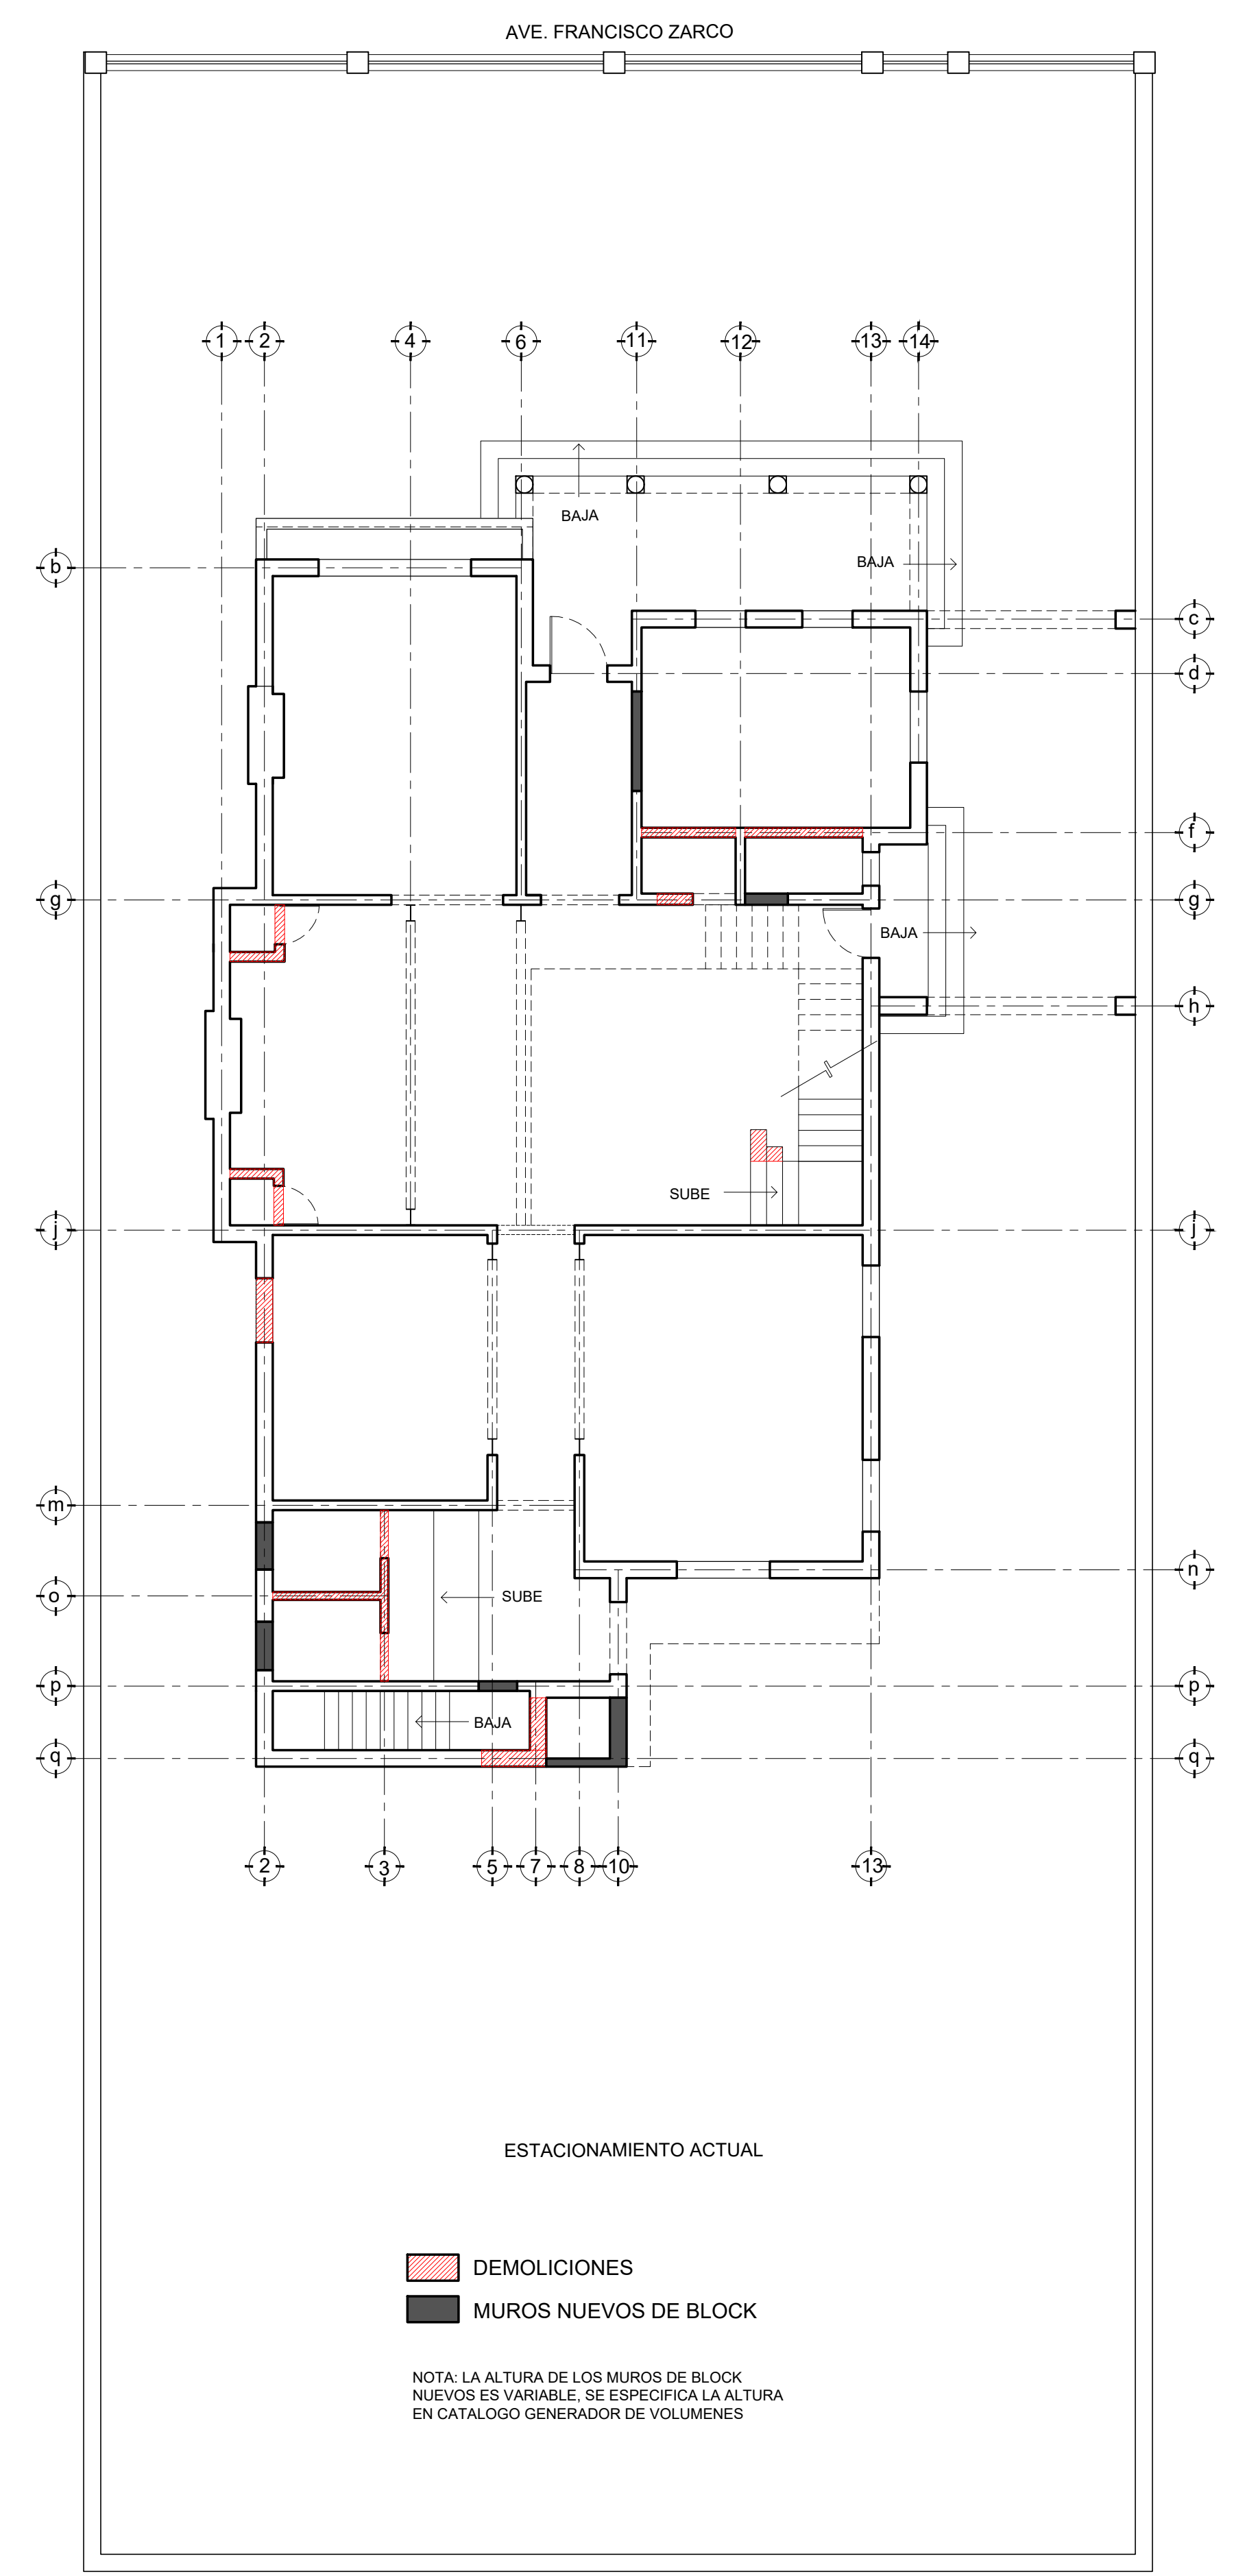 AVE. FRANCISCO ZARCO
1 2 4 6 11 12 13 14
BAJA
b
BAJA
c
d
f
g g
BAJA
h
SUBE
j j
m
n
o
SUBE
p p
BAJA
q q
2 3 5 7 8 10 13
ESTACIONAMIENTO ACTUAL
DEMOLICIONES
MUROS NUEVOS DE BLOCK
NOTA: LA ALTURA DE LOS MUROS DE BLOCK
NUEVOS ES VARIABLE, SE ESPECIFICA LA ALTURA
EN CATALOGO GENERADOR DE VOLUMENES